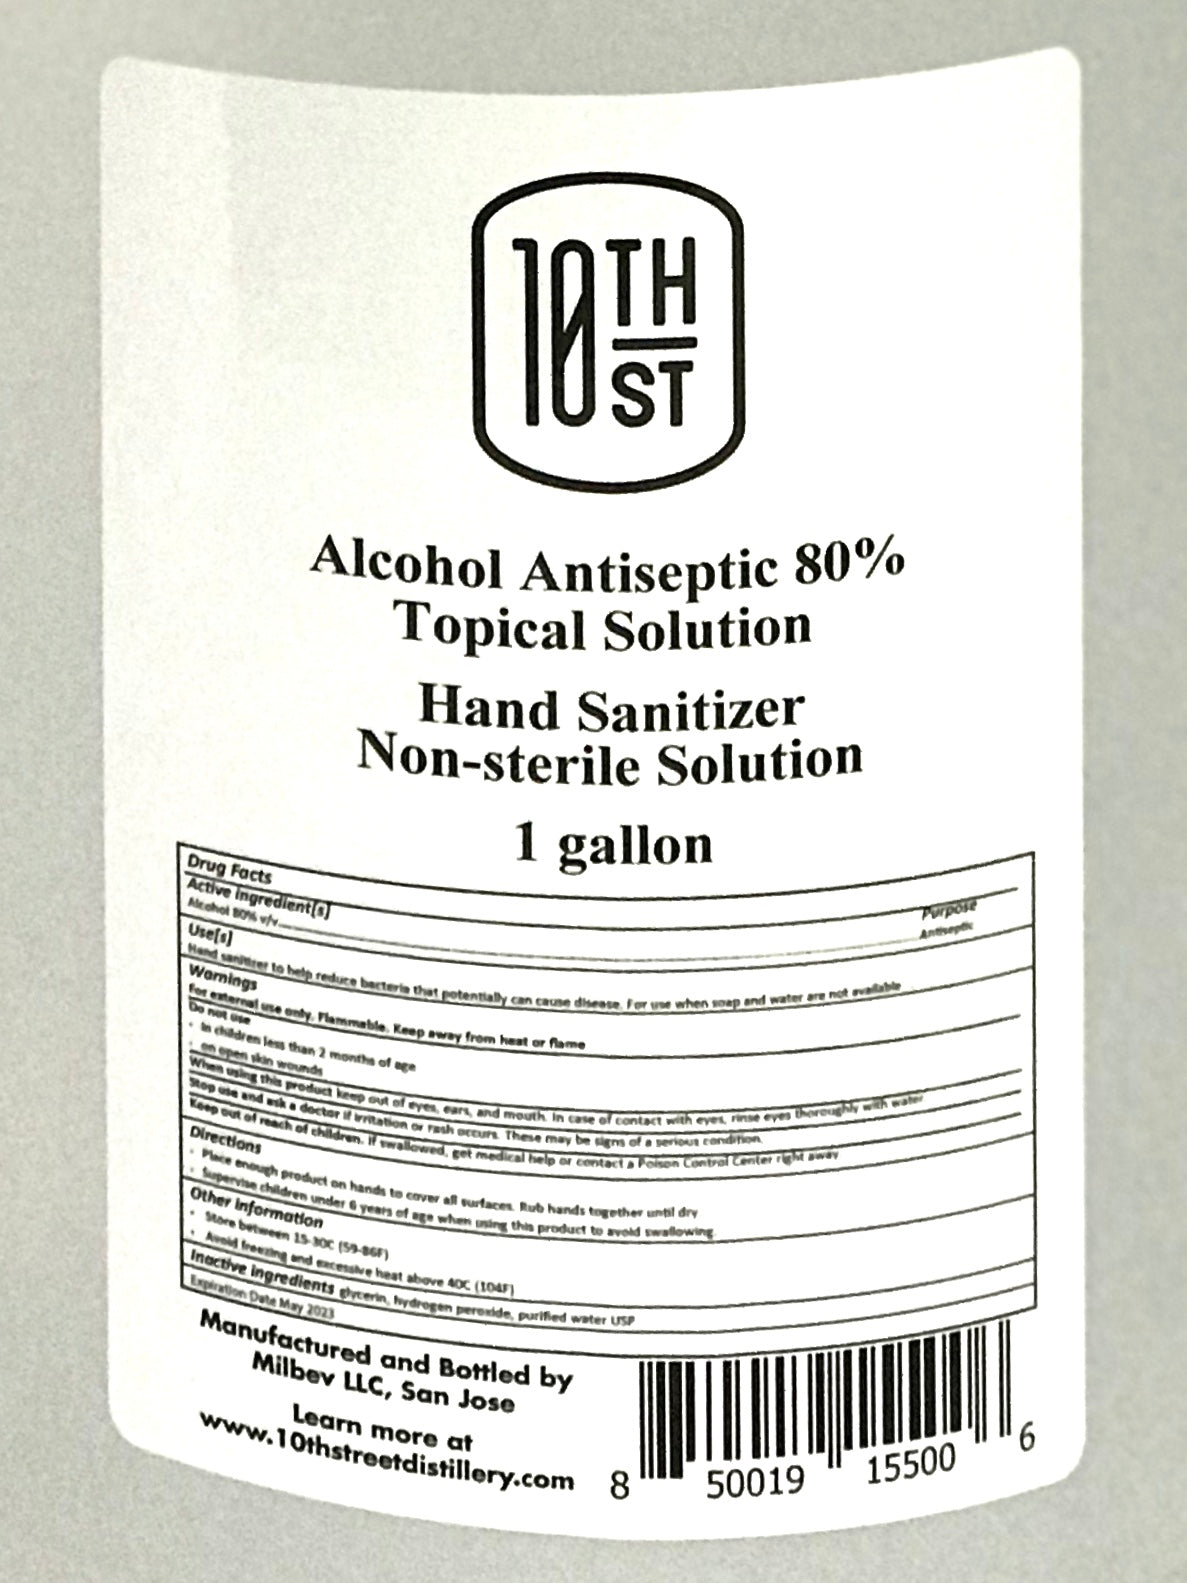 10TH
ST
Alcohol Antiseptic 80%
Topical Solution
Hand Sanitizer
Non-sterile Solution
1 gallon
Drug Facts
Active ingredient[s] Purpose
Alcohol 80% v/v Antiseptic
Use[s]
Hand sanitizer to help reduce bacteria that potentially can cause disease. For use when soap and water are not available
Warnings
For external use only. Flammable. Keep away from heat or flame
Do not use
· in children less than 2 months of age
· on open skin wounds
When using this product keep out of eyes, ears, and mouth. In case of contact with eyes, rinse eyes thoroughly with water
Stop use and ask a doctor if irritation or rash occurs. These may be signs of a serious condition.
Keep out of reach of children. If swallowed, get medical help or contact a Poison Control Center right away
Directions
· Place enough product on hands to cover all surfaces. Rub hands together until dry
· Supervise children under 6 years of age when using this product to avoid swallowing.
Other information
· Store between 15-30C (59-86F)
· Avoid freezing and excessive heat above 40C (104F)
Inactive ingredients glycerin, hydrogen peroxide, purified water USP
Expiration Date May 2023
Manufactured and Bottled by
Milbev LLC, San Jose
Learn more at
www.10thstreetdistillery.com
8 50019 15500 6